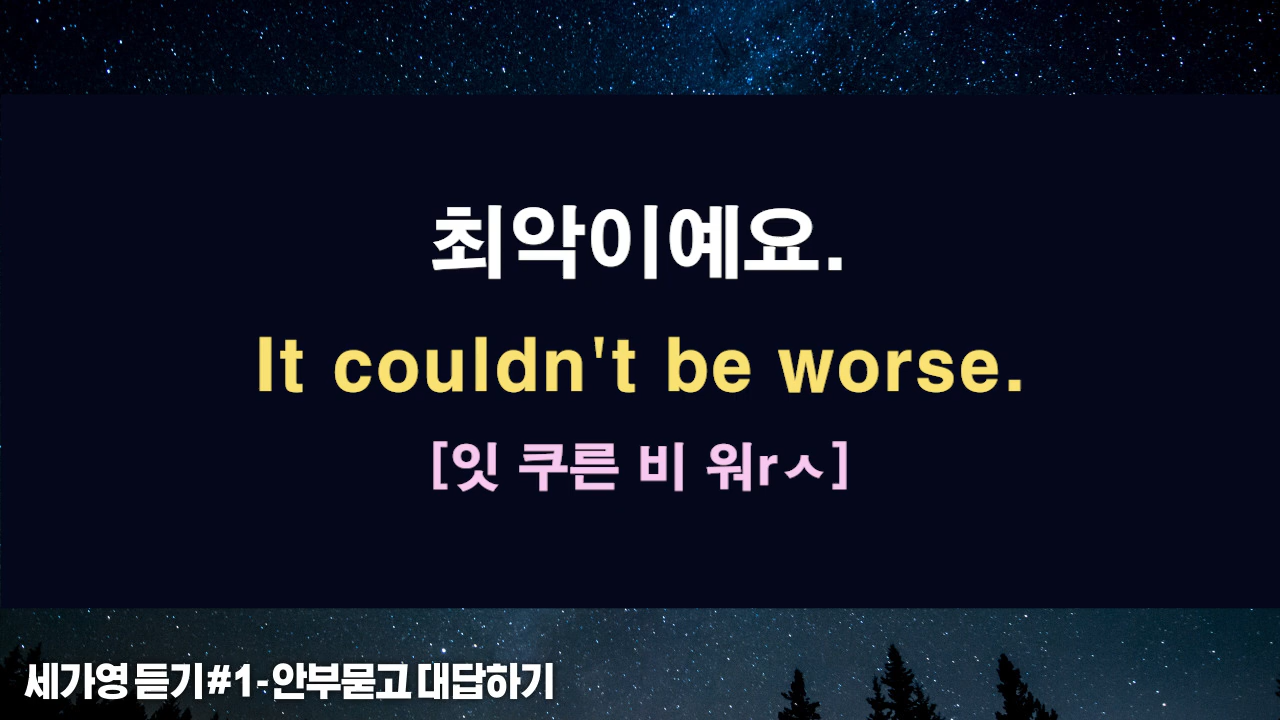 최악이예요.
It couldn't be worse.
[잇 쿠른 비 워rㅅ]
세가영 듣기#1-안부묻고 대답하기